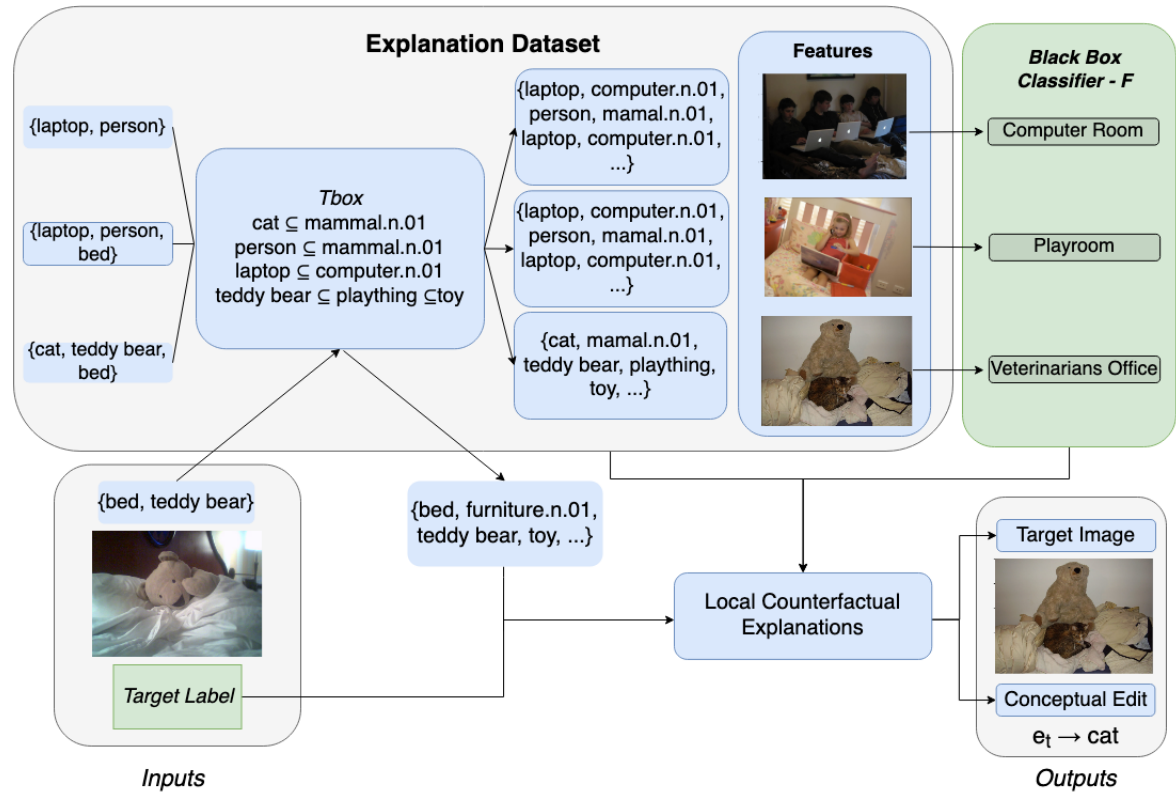 Explanation Dataset
{laptop, person}
{laptop, person,
bed}
{cat, teddy bear,
bed}
Tbox
cat ⊆ mammal.n.01
person ⊆ mammal.n.01
laptop ⊆ computer.n.01
teddy bear ⊆ plaything ⊆toy
{laptop, computer.n.01,
person, mamal.n.01,
laptop, computer.n.01,
...}
{laptop, computer.n.01,
person, mamal.n.01,
laptop, computer.n.01,
...}
{cat, mamal.n.01,
teddy bear, plaything,
toy, ...}
Features
Black Box
Classifier - F
Computer Room
Playroom
Veterinarians Office
{bed, teddy bear}
Target Label
Inputs
{bed, furniture.n.01,
teddy bear, toy, ...}
Local Counterfactual
Explanations
Target Image
Conceptual Edit
eₜ → cat
Outputs